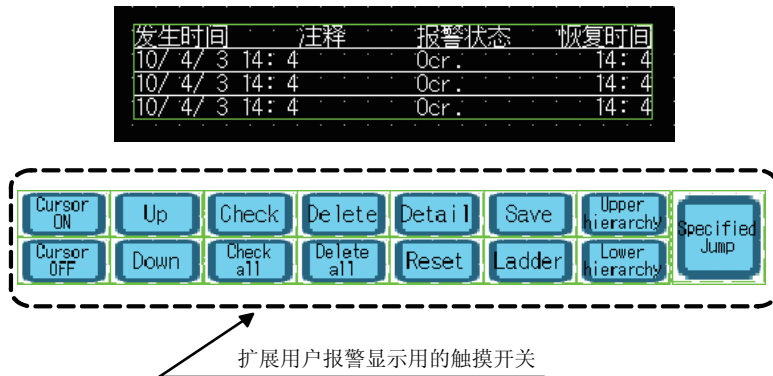 发生时间 注释 报警状态 恢复时间
10/ 4/ 3 14: 4 Ocr. 14: 4
10/ 4/ 3 14: 4 Ocr. 14: 4
10/ 4/ 3 14: 4 Ocr. 14: 4
Cursor ON Up Check Delete Detail Save Upper hierarchy Specified Jump
Cursor OFF Down Check all Delete all Reset Ladder Lower hierarchy
扩展用户报警显示用的触摸开关